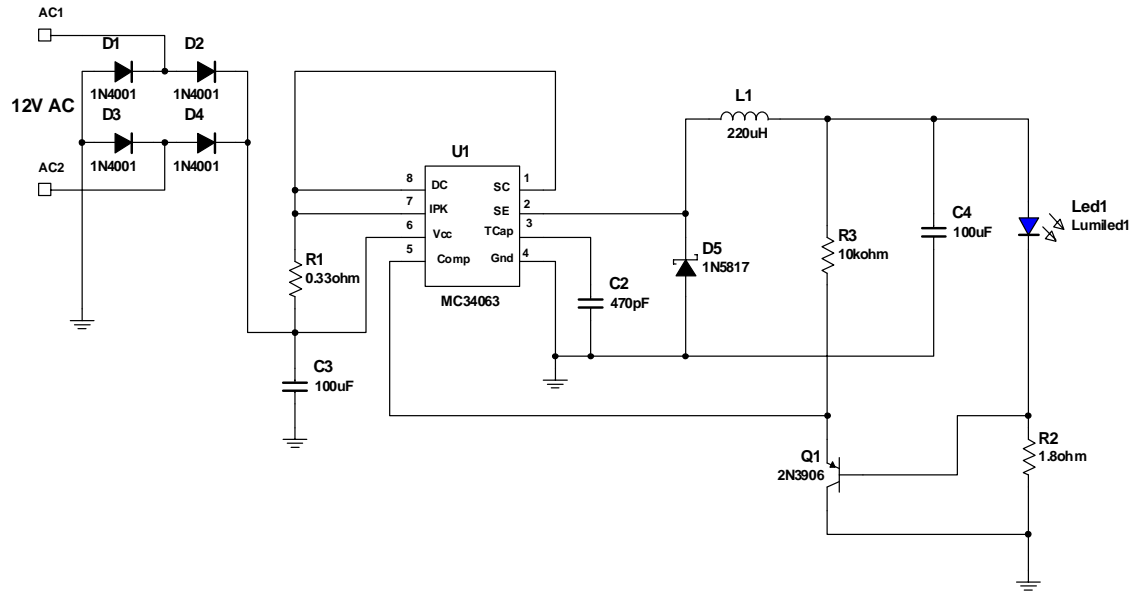 AC1
D1
D2
1N4001
1N4001
12V AC
D3
D4
1N4001
1N4001
AC2
L1
220uH
U1
8
DC
SC
1
7
IPK
SE
2
6
Vcc
TCap
3
5
Comp
Gnd
4
MC34063
R1
0.33ohm
C3
100uF
C2
470pF
D5
1N5817
R3
10kohm
C4
100uF
Led1
Lumiled1
Q1
2N3906
R2
1.8ohm